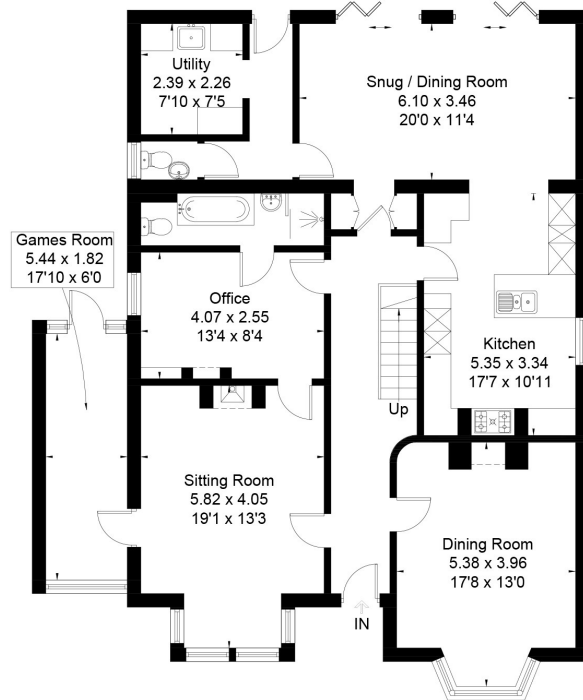 Utility
2.39 x 2.26
7'10 x 7'5
Snug / Dining Room
6.10 x 3.46
20'0 x 11'4
Games Room
5.44 x 1.82
17'10 x 6'0
Office
4.07 x 2.55
13'4 x 8'4
Kitchen
5.35 x 3.34
17'7 x 10'11
Up
Sitting Room
5.82 x 4.05
19'1 x 13'3
Dining Room
5.38 x 3.96
17'8 x 13'0
IN